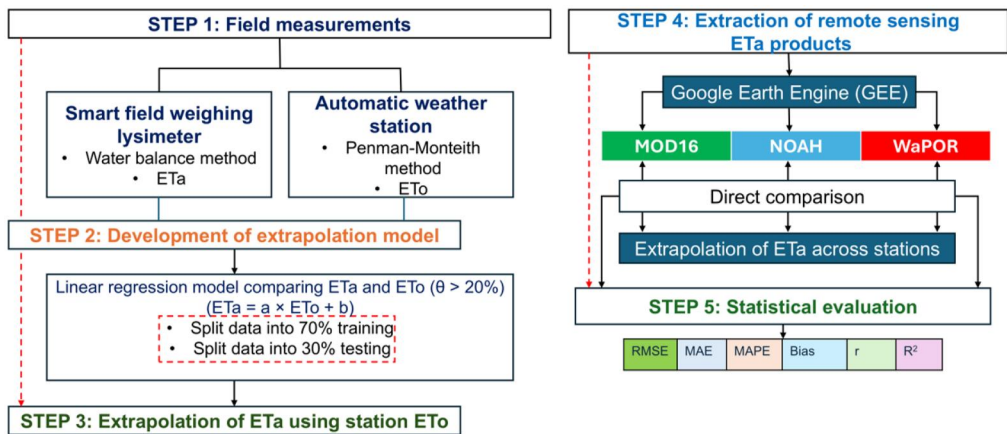 STEP 1: Field measurements
Smart field weighing
lysimeter
• Water balance method
• ETa
Automatic weather
station
• Penman-Monteith
method
• ETo
STEP 2: Development of extrapolation model
Linear regression model comparing ETa and ETo (θ > 20%)
(ETa = a × ETo + b)
• Split data into 70% training
• Split data into 30% testing
STEP 3: Extrapolation of ETa using station ETo
STEP 4: Extraction of remote sensing
ETa products
Google Earth Engine (GEE)
MOD16 NOAH WaPOR
Direct comparison
Extrapolation of ETa across stations
STEP 5: Statistical evaluation
RMSE MAE MAPE Bias r R²